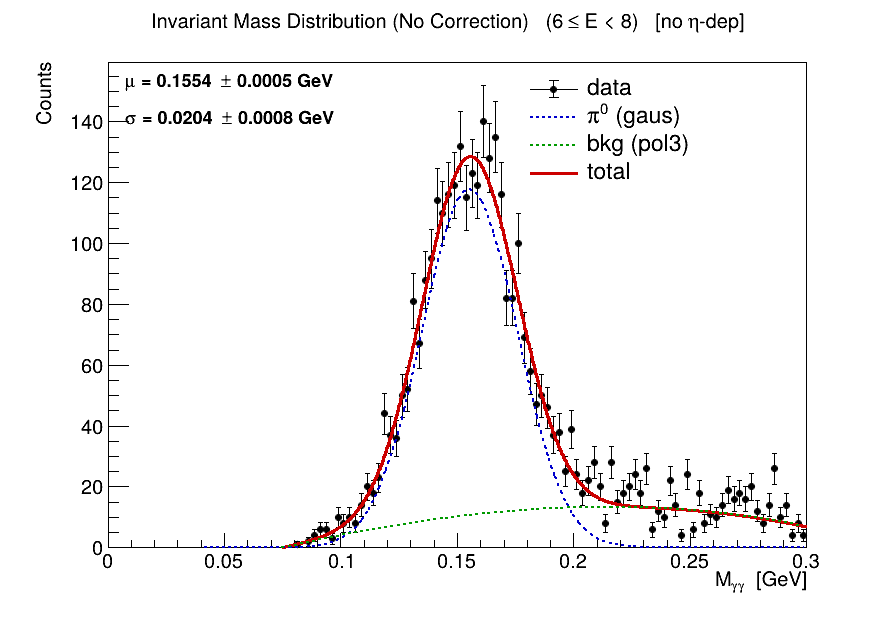 Invariant Mass Distribution (No Correction) (6 ≤ E < 8) [no η-dep]
Counts
μ = 0.1554 ± 0.0005 GeV
σ = 0.0204 ± 0.0008 GeV
data
π⁰ (gaus)
bkg (pol3)
total
140
120
100
80
60
40
20
0
0 0.05 0.1 0.15 0.2 0.25 0.3
Mγγ [GeV]